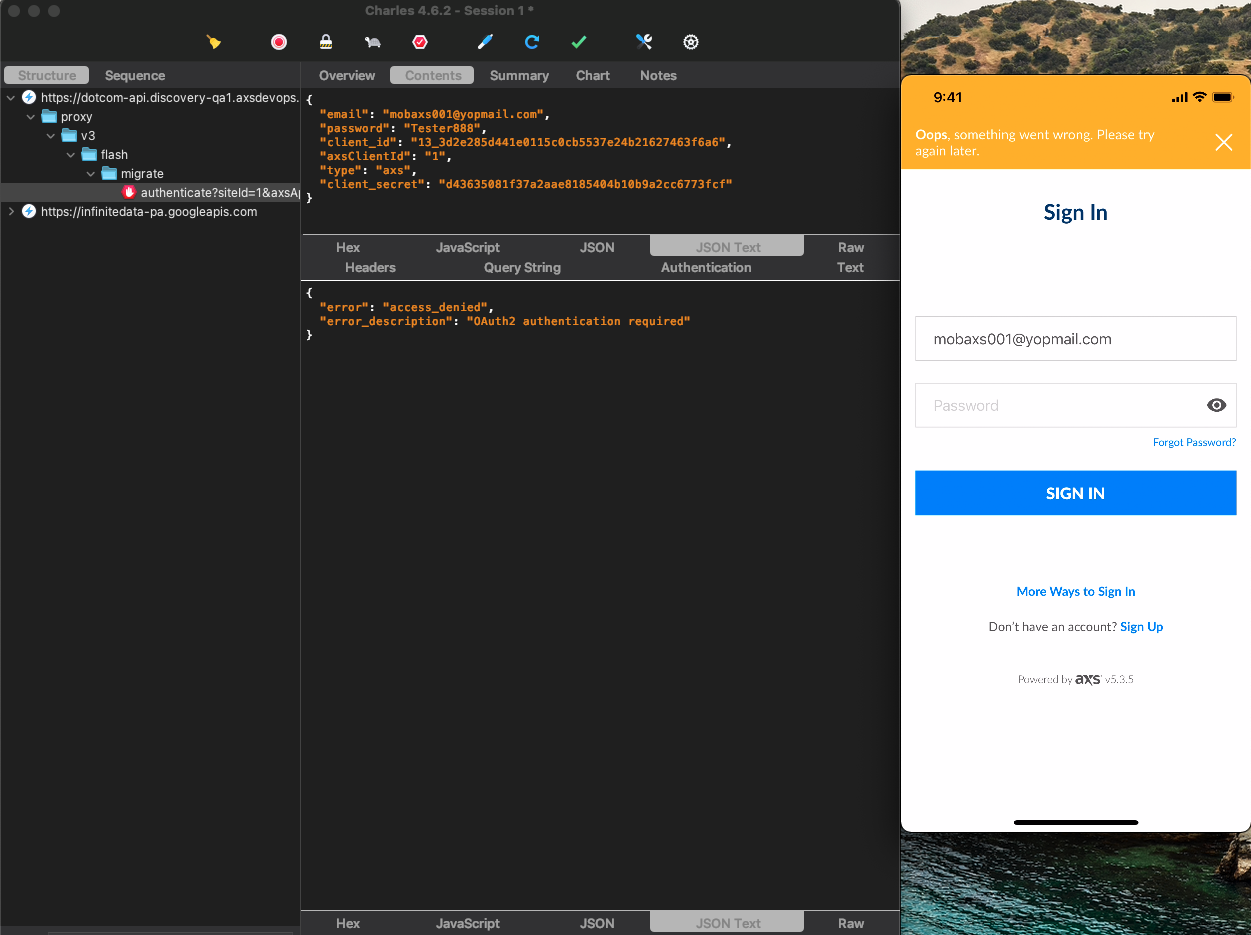 Charles 4.6.2 - Session 1 *
Structure Sequence
https://dotcom-api.discovery-qa1.axsdevops.
proxy
v3
flash
migrate
authenticate?siteId=1&axsAp
https://infinitedata-pa.googleapis.com
Overview Contents Summary Chart Notes
{
"email": "mobaxs001@yopmail.com",
"password": "Tester888",
"client_id": "13_3d2e285d441e0115c0cb5537e24b21627463f6a6",
"axsClientId": "1",
"type": "axs",
"client_secret": "d43635081f37a2aae8185404b10b9a2cc6773fcf"
}
Hex JavaScript JSON JSON Text Raw
Headers Query String Authentication Text
{
"error": "access_denied",
"error_description": "OAuth2 authentication required"
}
Hex JavaScript JSON JSON Text Raw
9:41
Oops, something went wrong. Please try
again later.
Sign In
mobaxs001@yopmail.com
Password
Forgot Password?
SIGN IN
More Ways to Sign In
Don't have an account? Sign Up
Powered by axs v5.3.5